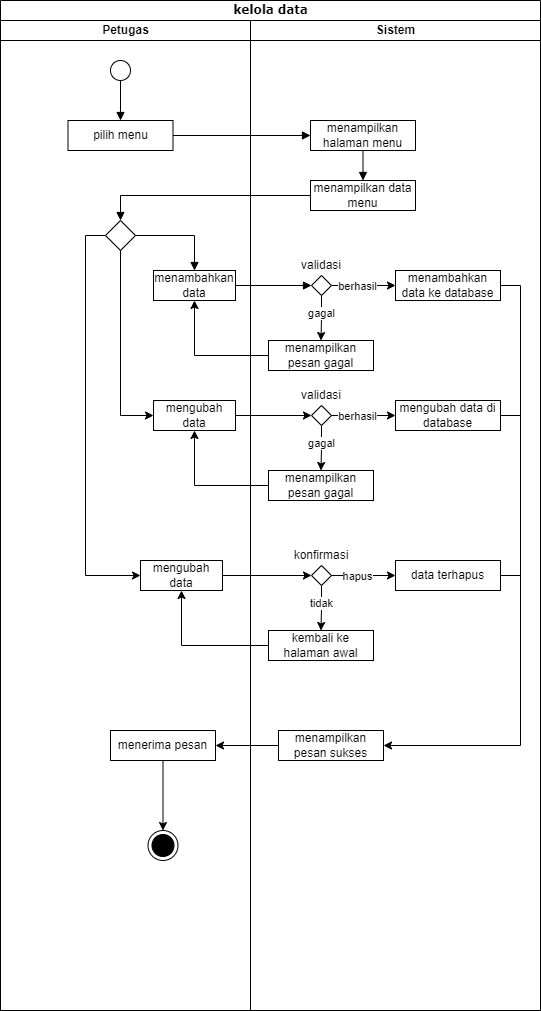 kelola data
Petugas
Sistem
pilih menu
menampilkan
halaman menu
menampilkan data
menu
validasi
menambahkan
data
berhasil
menambahkan
data ke database
gagal
menampilkan
pesan gagal
validasi
mengubah
data
berhasil
mengubah data di
database
gagal
menampilkan
pesan gagal
konfirmasi
mengubah
data
hapus
data terhapus
tidak
kembali ke
halaman awal
menerima pesan
menampilkan
pesan sukses